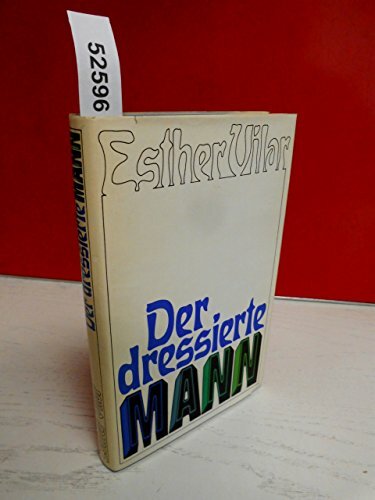 52596
Esther Vilar
Der
dressierte
MANN
Der dressierte MANN